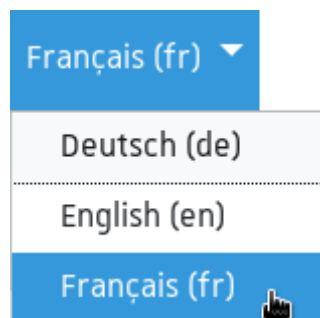 Français (fr)
Deutsch (de)
English (en)
Français (fr)